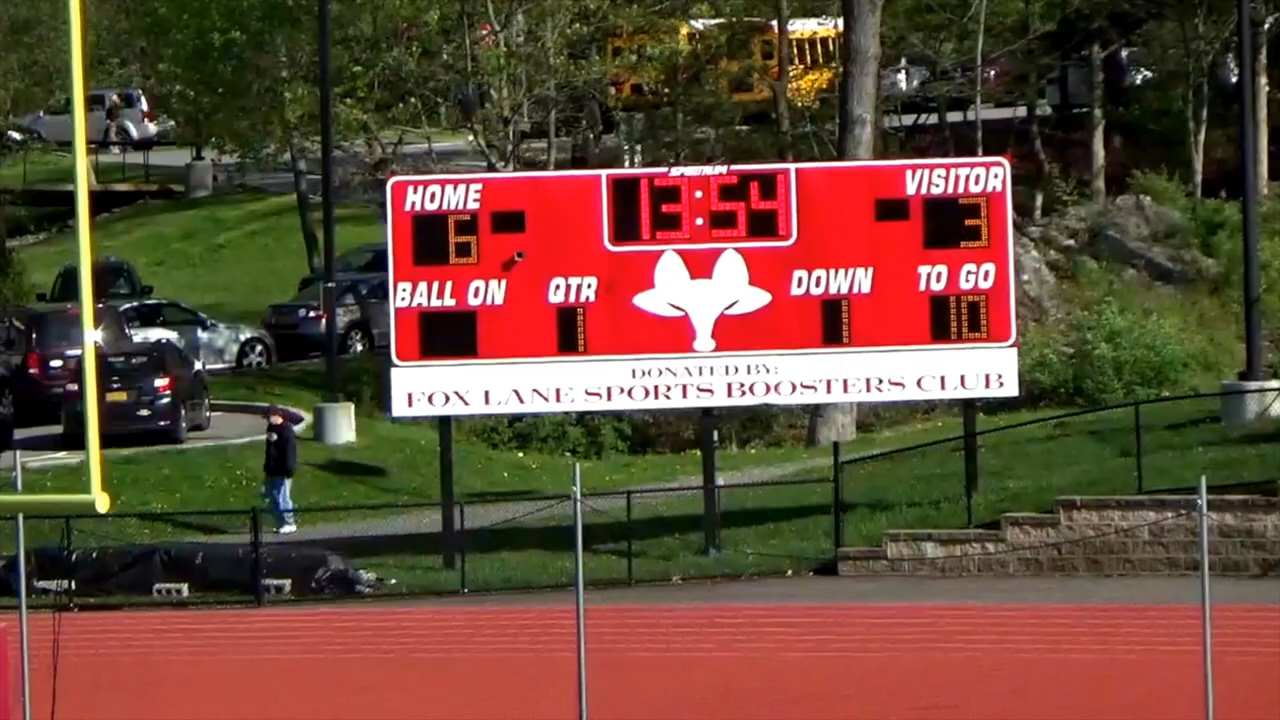 SPECTRUM
HOME 13:54 VISITOR
6 3
BALL ON QTR DOWN TO GO
1 1 10
DONATED BY:
FOX LANE SPORTS BOOSTERS CLUB